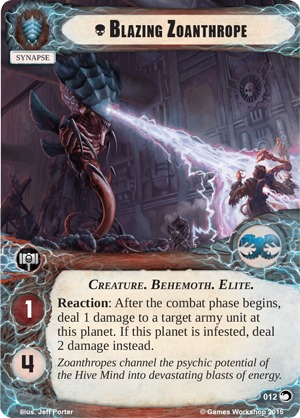 BLAZING ZOANTHROPE
SYNAPSE
CREATURE. BEHEMOTH. ELITE.
1
Reaction: After the combat phase begins,
deal 1 damage to a target army unit at
this planet. If this planet is infested, deal
2 damage instead.
4
Zoanthropes channel the psychic potential of
the Hive Mind into devastating blasts of energy.
Illus. Jeff Porter
© Games Workshop 2015
012